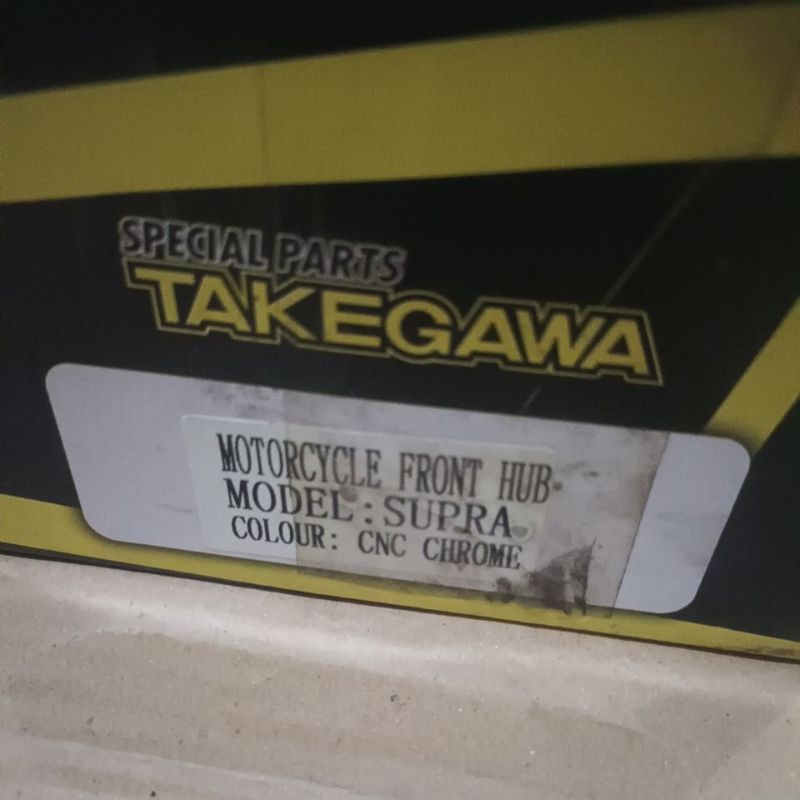 SPECIAL PARTS
TAKEGAWA
MOTORCYCLE FRONT HUB
MODEL: SUPRA
COLOUR: CNC CHROME